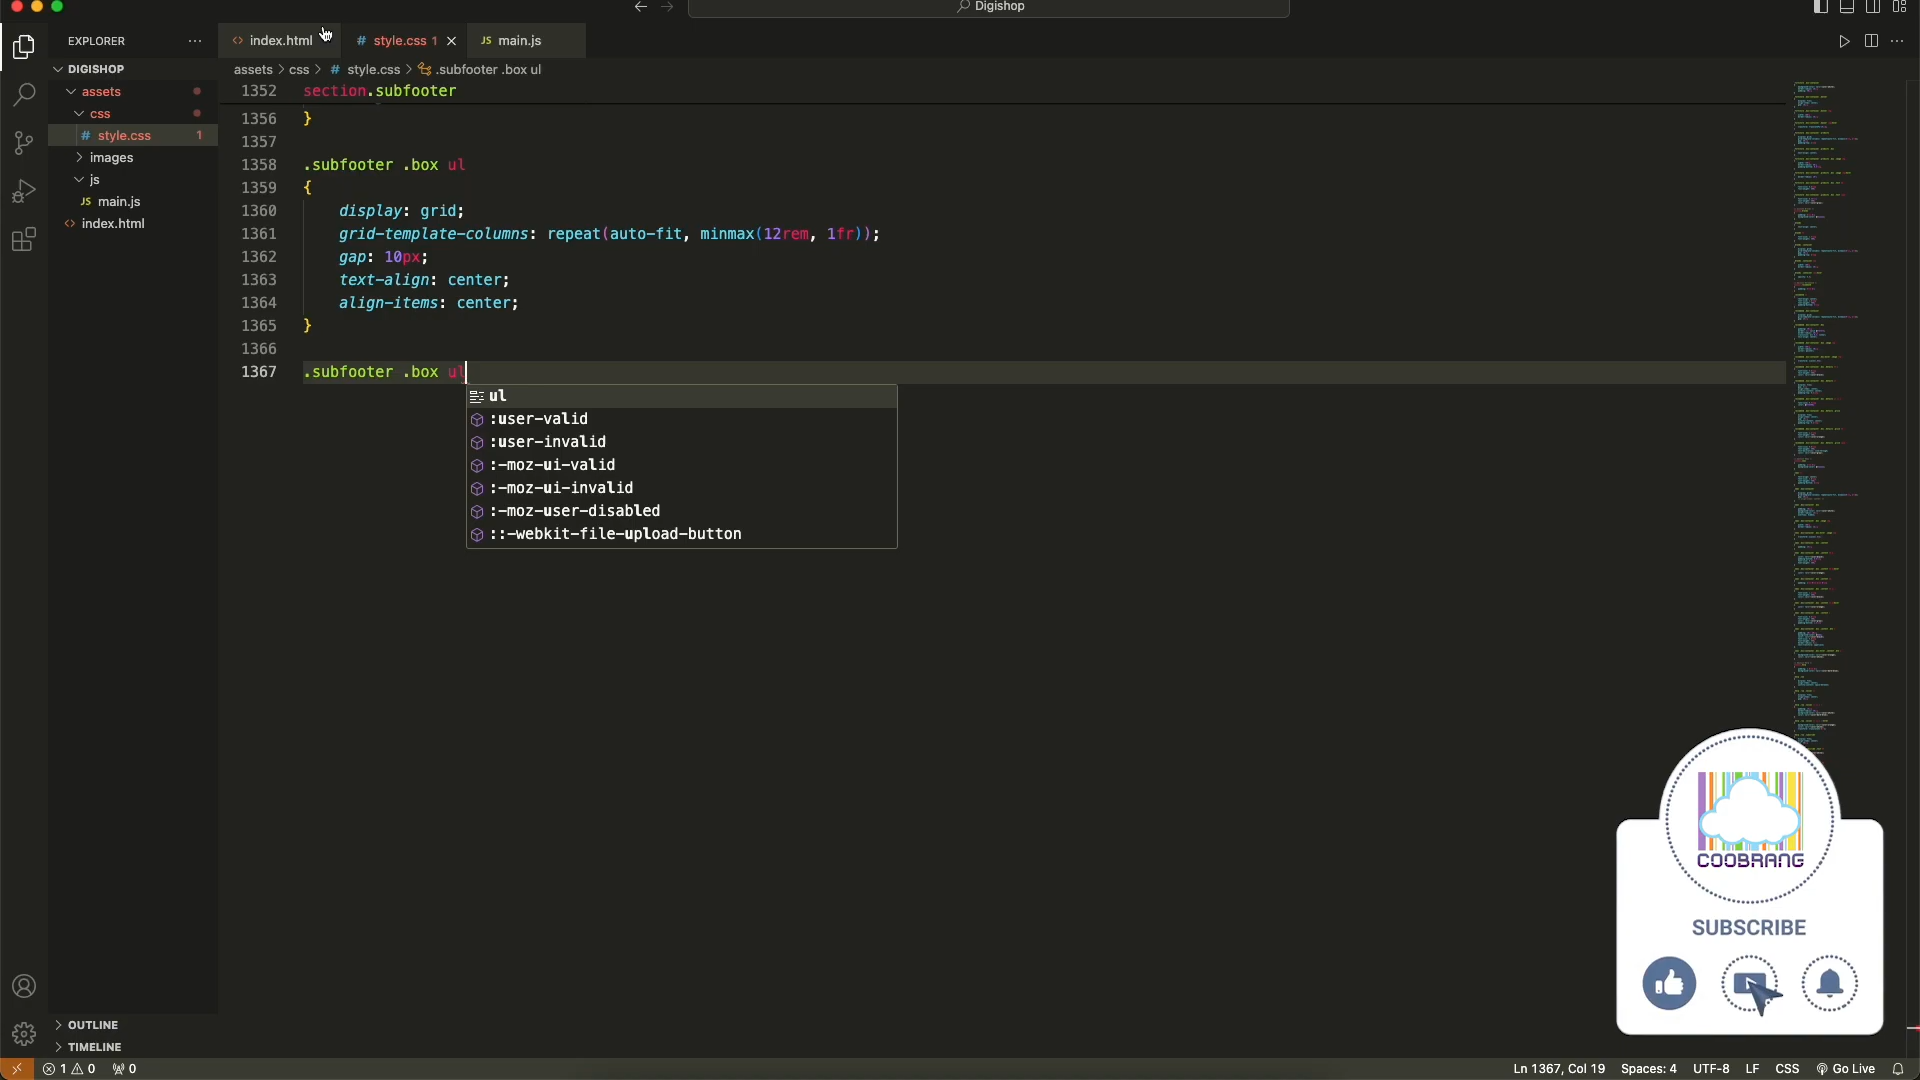 Digishop
EXPLORER
index.html
style.css 1
JS main.js
DIGISHOP
assets > css > # style.css > .subfooter .box ul
assets
css
# style.css 1
images
js
JS main.js
index.html
1352 section.subfooter
1356 }
1357
1358 .subfooter .box ul
1359 {
1360 display: grid;
1361 grid-template-columns: repeat(auto-fit, minmax(12rem, 1fr));
1362 gap: 10px;
1363 text-align: center;
1364 align-items: center;
1365 }
1366
1367 .subfooter .box ul
ul
:user-valid
:user-invalid
:-moz-ui-valid
:-moz-ui-invalid
:-moz-user-disabled
::-webkit-file-upload-button
COOBRANG
SUBSCRIBE
OUTLINE
TIMELINE
1 0 0
Ln 1367, Col 19 Spaces: 4 UTF-8 LF CSS Go Live